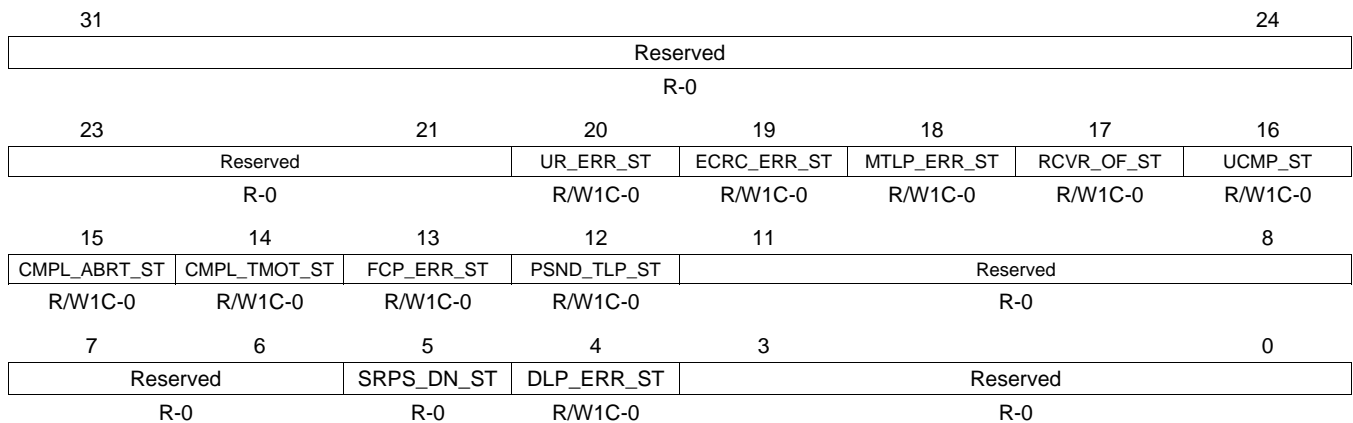 31 24
Reserved
R-0
23 21 20 19 18 17 16
Reserved UR_ERR_ST ECRC_ERR_ST MTLP_ERR_ST RCVR_OF_ST UCMP_ST
R-0 R/W1C-0 R/W1C-0 R/W1C-0 R/W1C-0 R/W1C-0
15 14 13 12 11 8
CMPL_ABRT_ST CMPL_TMOT_ST FCP_ERR_ST PSND_TLP_ST Reserved
R/W1C-0 R/W1C-0 R/W1C-0 R/W1C-0 R-0
7 6 5 4 3 0
Reserved SRPS_DN_ST DLP_ERR_ST Reserved
R-0 R-0 R/W1C-0 R-0